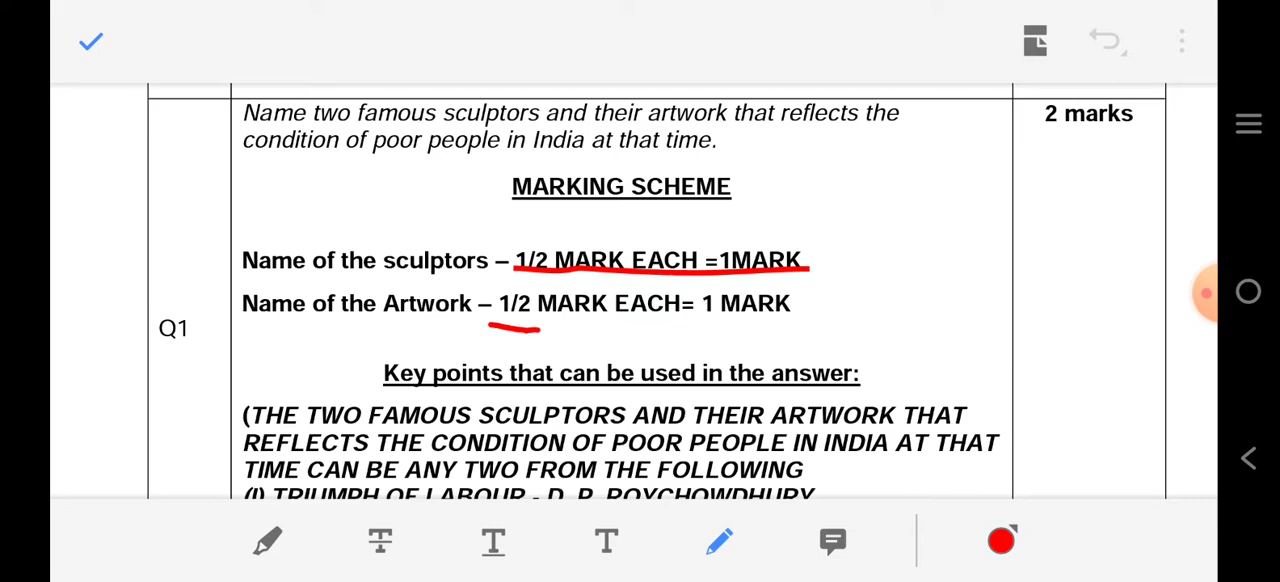 Name two famous sculptors and their artwork that reflects the
condition of poor people in India at that time.
2 marks
MARKING SCHEME
Name of the sculptors – 1/2 MARK EACH =1MARK
Name of the Artwork – 1/2 MARK EACH= 1 MARK
Q1
Key points that can be used in the answer:
(THE TWO FAMOUS SCULPTORS AND THEIR ARTWORK THAT
REFLECTS THE CONDITION OF POOR PEOPLE IN INDIA AT THAT
TIME CAN BE ANY TWO FROM THE FOLLOWING
(I) TRIUMPH OF LABOUR - D. P. ROYCHOWDHURY